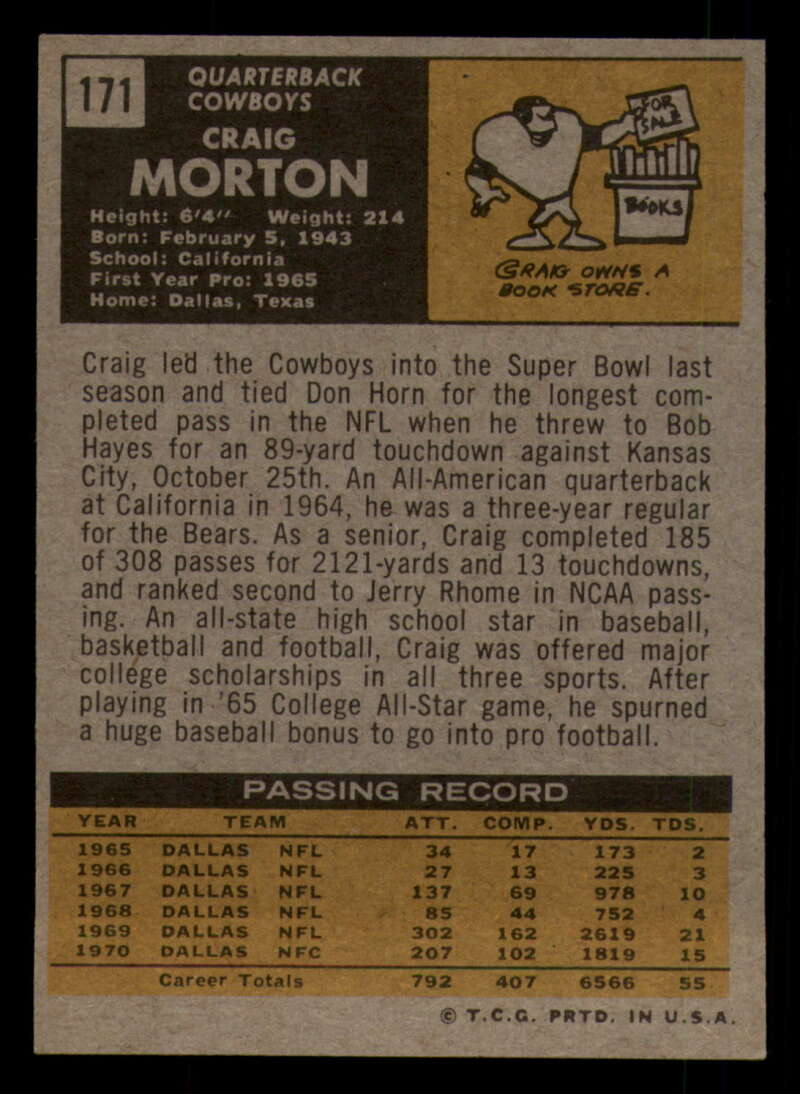 171
QUARTERBACK
COWBOYS
CRAIG
MORTON
Height: 6'4" Weight: 214
Born: February 5, 1943
School: California
First Year Pro: 1965
Home: Dallas, Texas
FOR
SALE
BOOKS
CRAIG OWNS A
BOOK STORE.
Craig led the Cowboys into the Super Bowl last
season and tied Don Horn for the longest com-
pleted pass in the NFL when he threw to Bob
Hayes for an 89-yard touchdown against Kansas
City, October 25th. An All-American quarterback
at California in 1964, he was a three-year regular
for the Bears. As a senior, Craig completed 185
of 308 passes for 2121-yards and 13 touchdowns,
and ranked second to Jerry Rhome in NCAA pass-
ing. An all-state high school star in baseball,
basketball and football, Craig was offered major
college scholarships in all three sports. After
playing in '65 College All-Star game, he spurned
a huge baseball bonus to go into pro football.
PASSING RECORD
YEAR TEAM ATT. COMP. YDS. TDS.
1965 DALLAS NFL 34 17 173 2
1966 DALLAS NFL 27 13 225 3
1967 DALLAS NFL 137 69 978 10
1968 DALLAS NFL 85 44 752 4
1969 DALLAS NFL 302 162 2619 21
1970 DALLAS NFC 207 102 1819 15
Career Totals 792 407 6566 55
© T.C.G. PRTD. IN U.S.A.